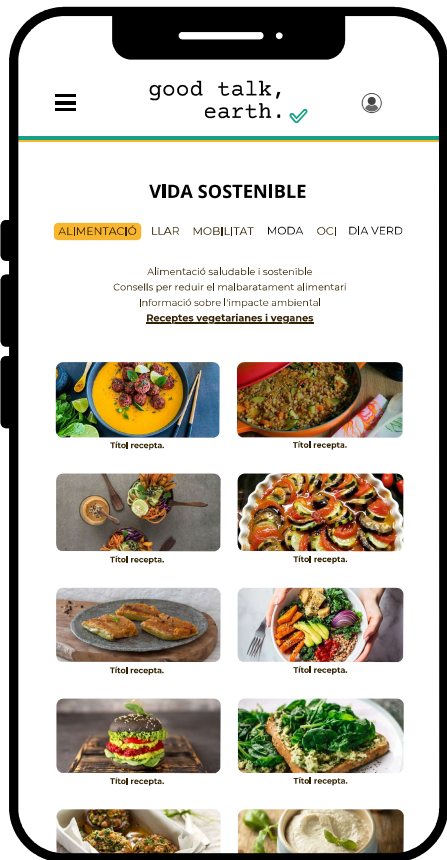 good talk,
earth.
VIDA SOSTENIBLE
ALIMENTACIÓ LLAR MOBILITAT MODA OCI DIA VERD
Alimentació saludable i sostenible
Consells per reduir el malbaratament alimentari
Informació sobre l'impacte ambiental
Receptes vegetarianes i veganes
Títol recepta. Títol recepta.
Títol recepta. Títol recepta.
Títol recepta. Títol recepta.
Títol recepta. Títol recepta.